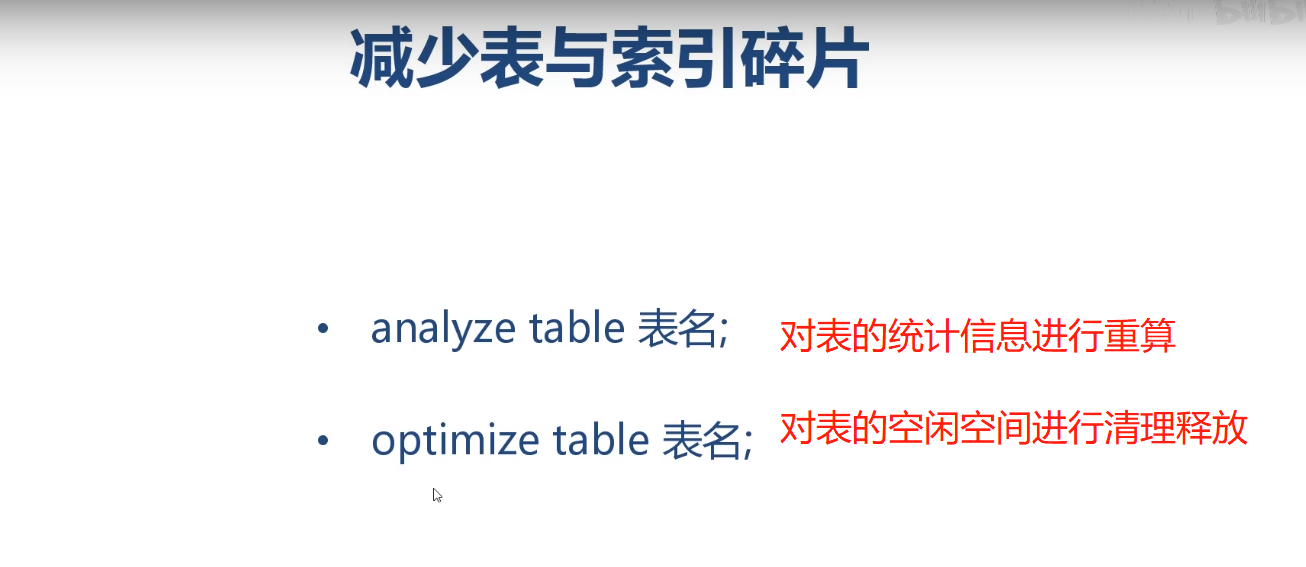 减少表与索引碎片
• analyze table 表名; 对表的统计信息进行重算
• optimize table 表名; 对表的空闲空间进行清理释放